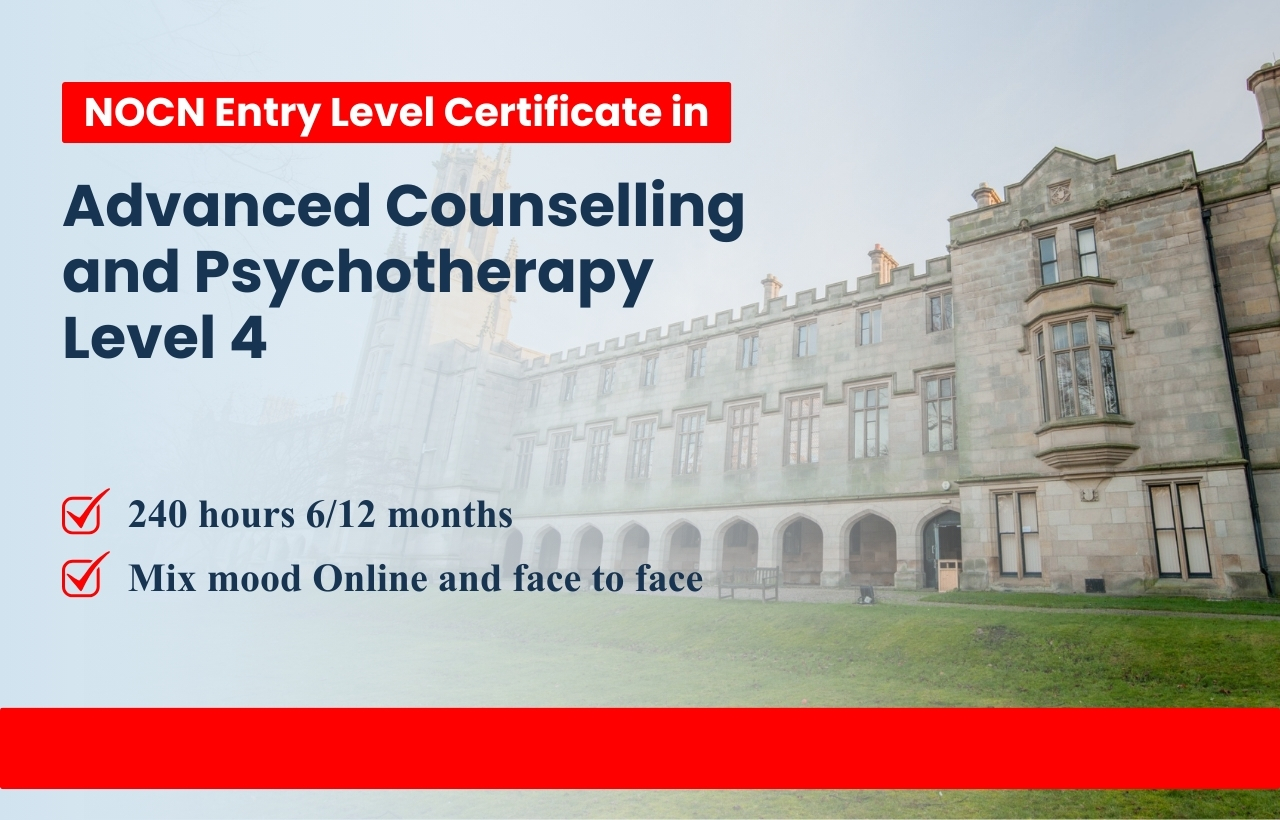 NOCN Entry Level Certificate in
Advanced Counselling
and Psychotherapy
Level 4
240 hours 6/12 months
Mix mood Online and face to face